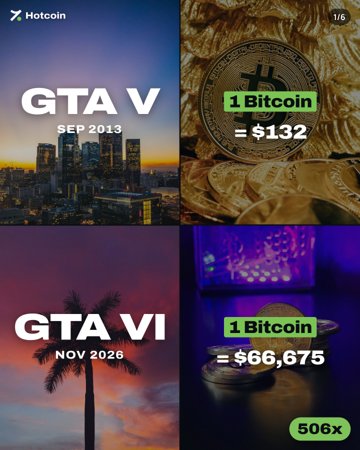 Hotcoin
1/6
GTA V
SEP 2013
1 Bitcoin
= $132
GTA VI
NOV 2026
1 Bitcoin
= $66,675
506x